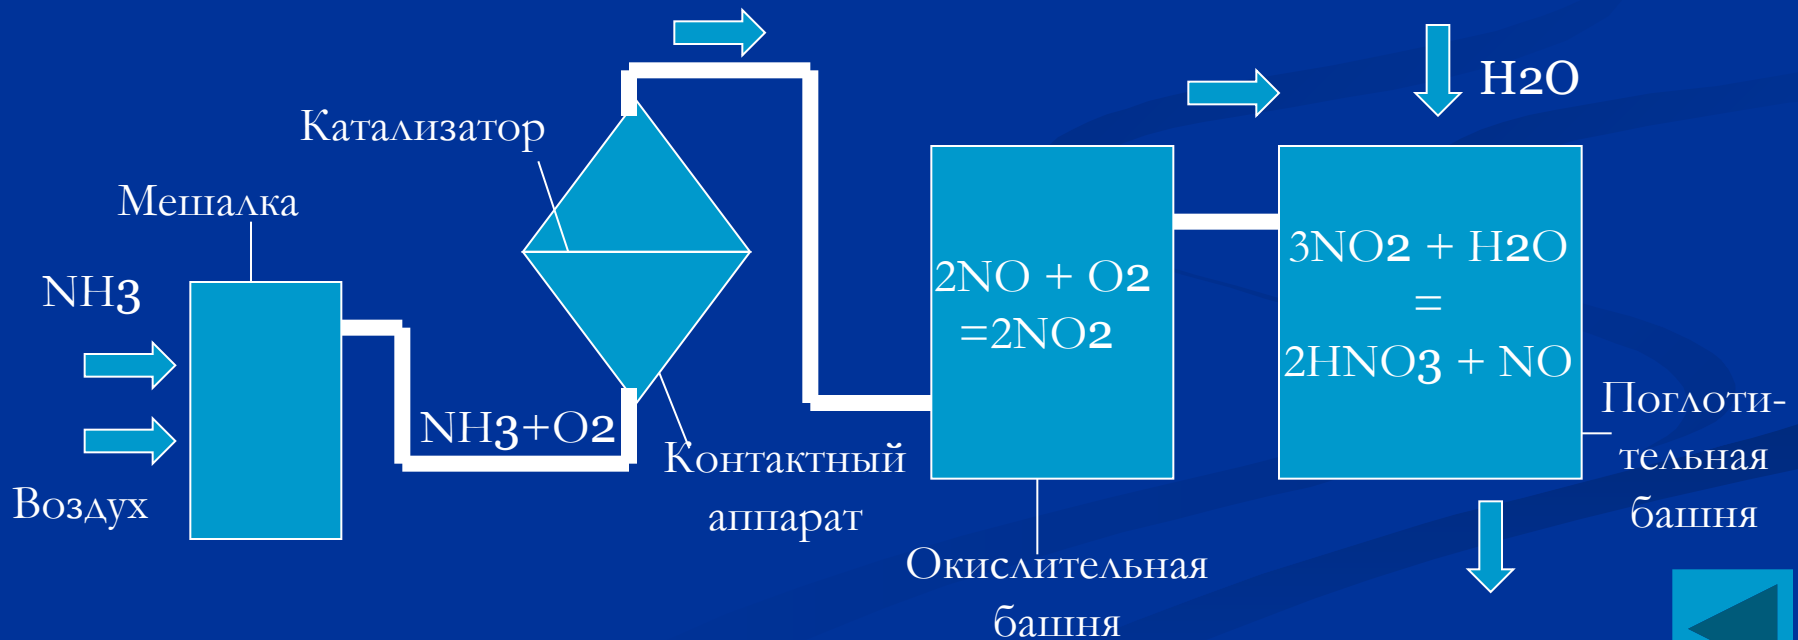 H2O
Катализатор
Мешалка
NH3
Воздух
NH3+O2
Контактный
аппарат
2NO + O2
=2NO2
Окислительная
башня
3NO2 + H2O
=
2HNO3 + NO
Поглоти-
тельная
башня